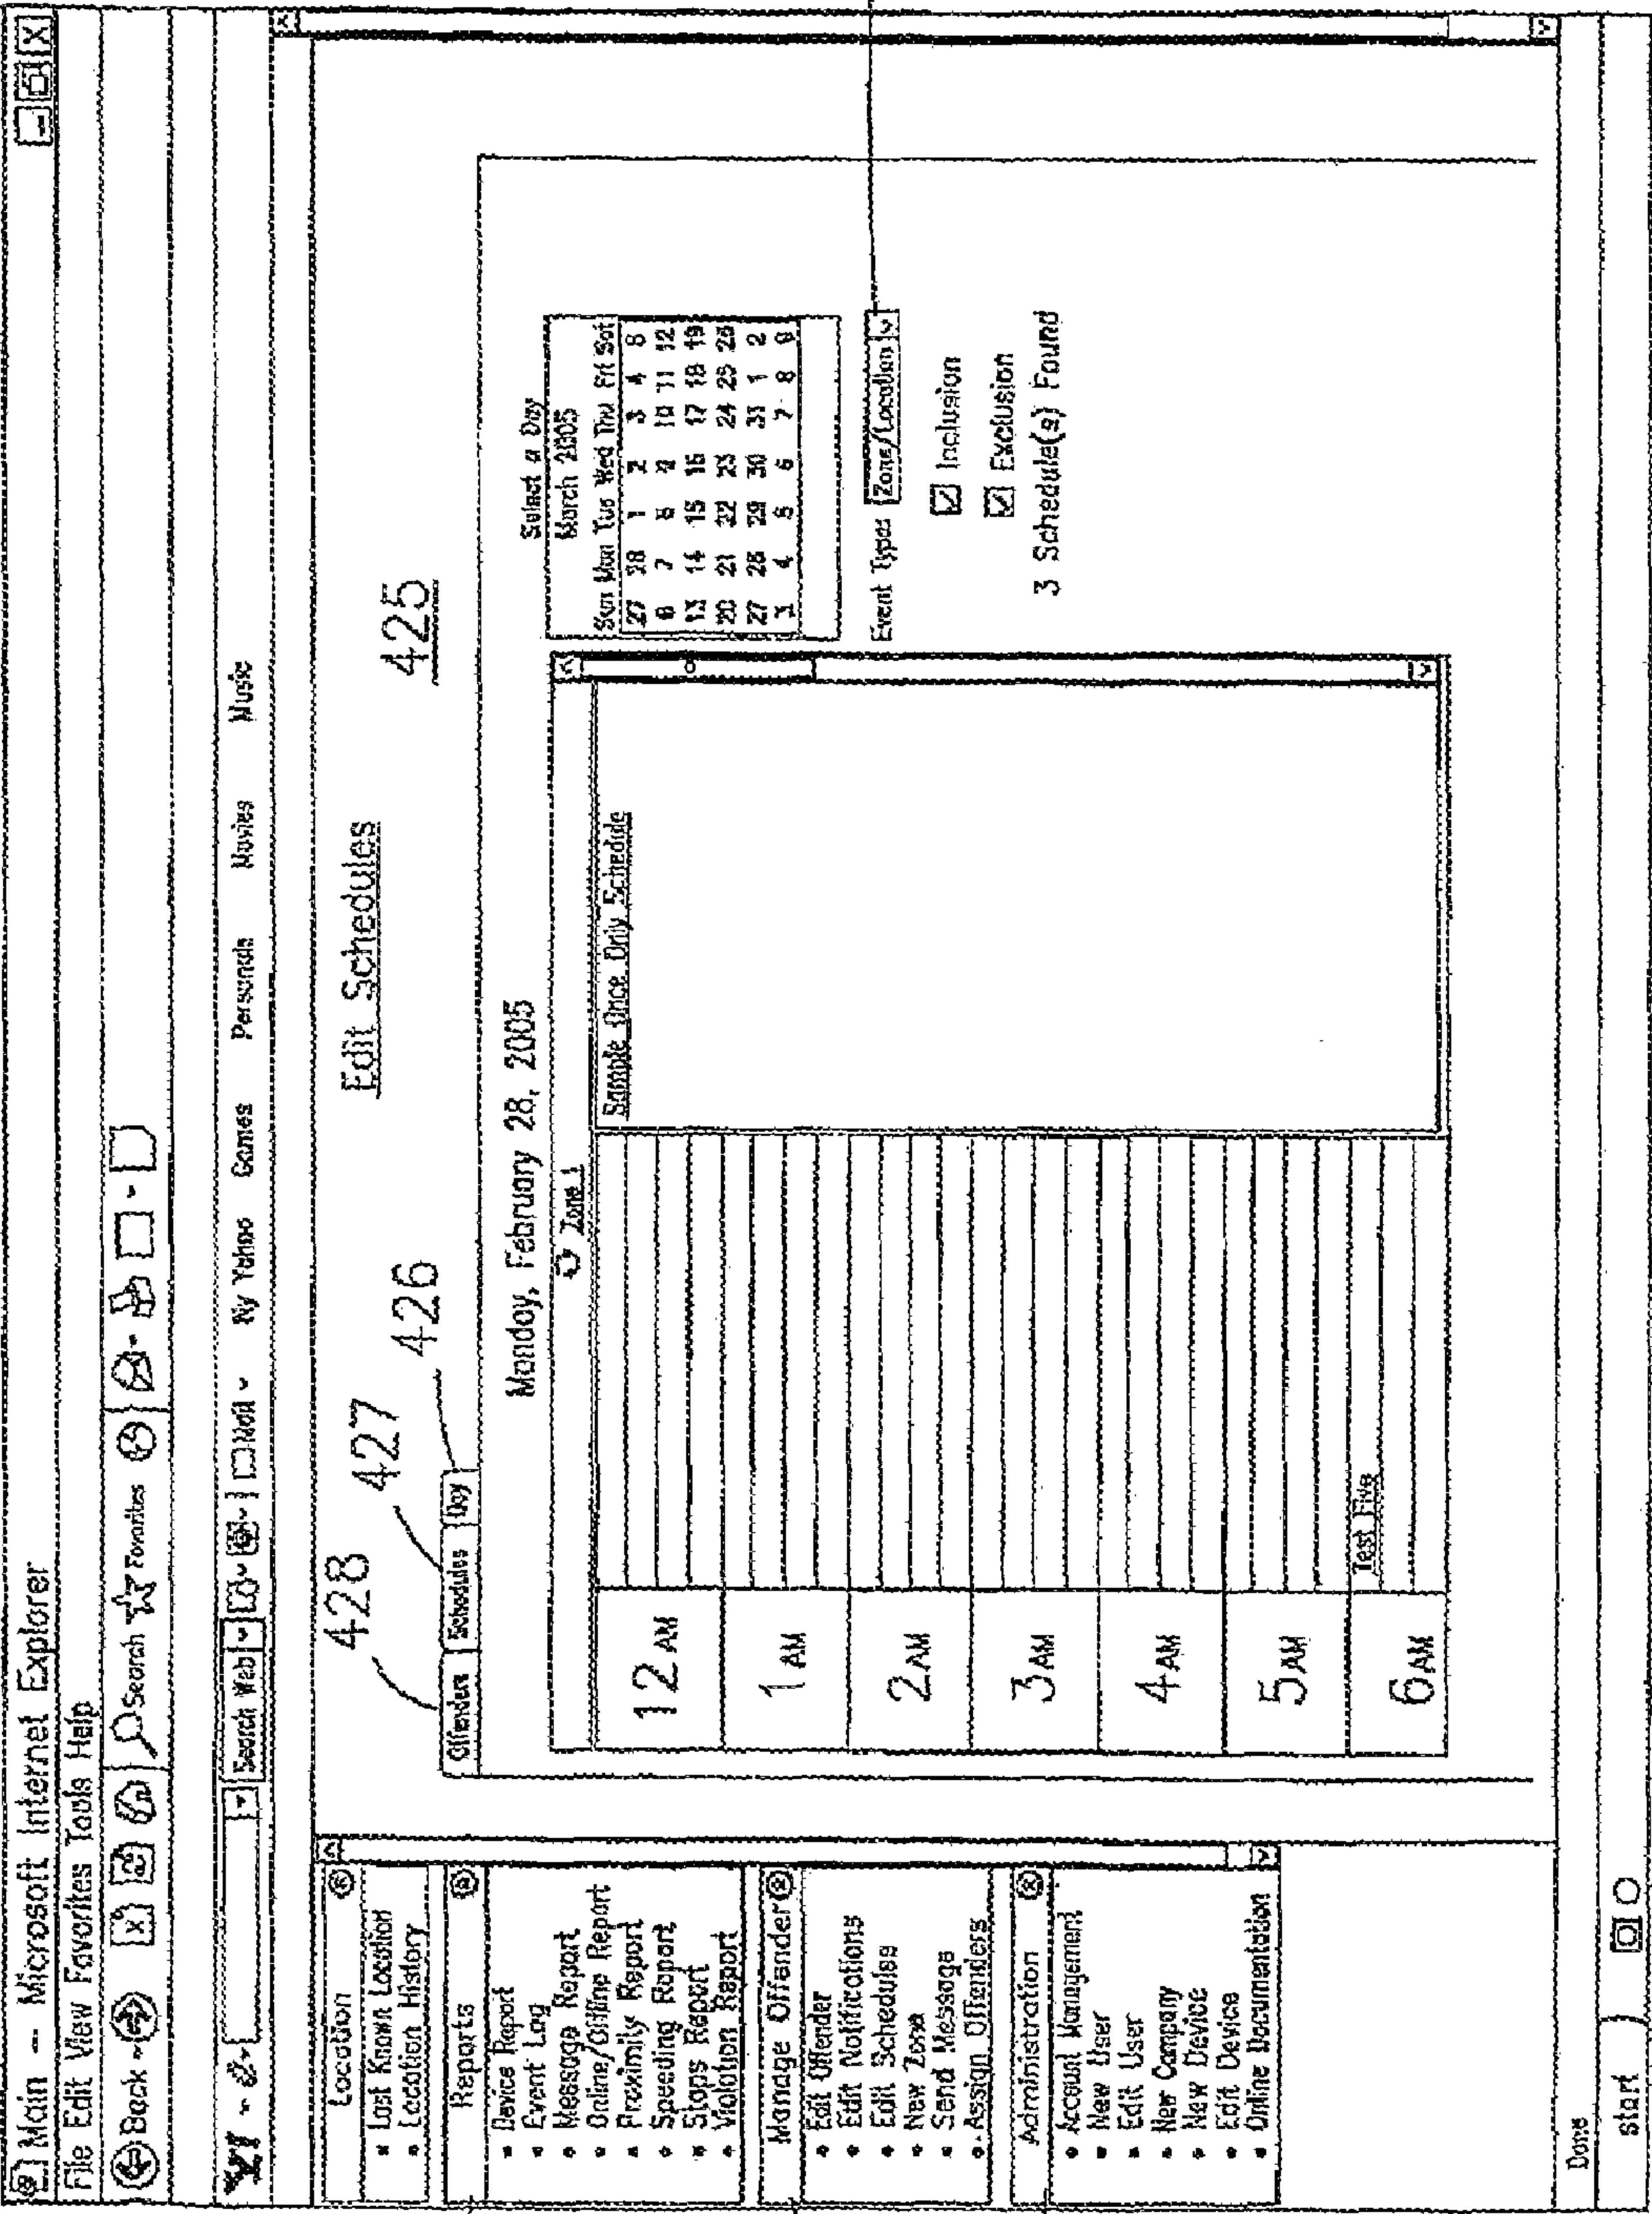 Main -- Microsoft Internet Explorer
File Edit View Favorites Tools Help
Back Search Favorites
Search Web Mail My Yahoo Games Personals Movies Music
Location
Last Known Location
Location History
Reports
Device Report
Event Log
Message Report
Online/Offline Report
Proximity Report
Speeding Report
Stops Report
Violation Report
Manage Offender
Edit Offender
Edit Notifications
Edit Schedules
New Zone
Send Message
Assign Offenders
Administration
Account Management
New User
Edit User
New Company
New Device
Edit Device
Online Documentation
Edit Schedules
425
428 427 426
Offenders Schedules Day
Monday, February 28, 2005
Zone 1
Sample Once Only Schedule
12 AM
1 AM
2 AM
3 AM
4 AM
5 AM
6 AM Test Five
Select a Day
March 2005
Sun Mon Tue Wed Thu Fri Sat
27 28 1 2 3 4 5
6 7 8 9 10 11 12
13 14 15 16 17 18 19
20 21 22 23 24 25 26
27 28 29 30 31 1 2
3 4 5 6 7 8 9
Event Type: Zone/Location
Inclusion
Exclusion
3 Schedule(s) Found
Done
start